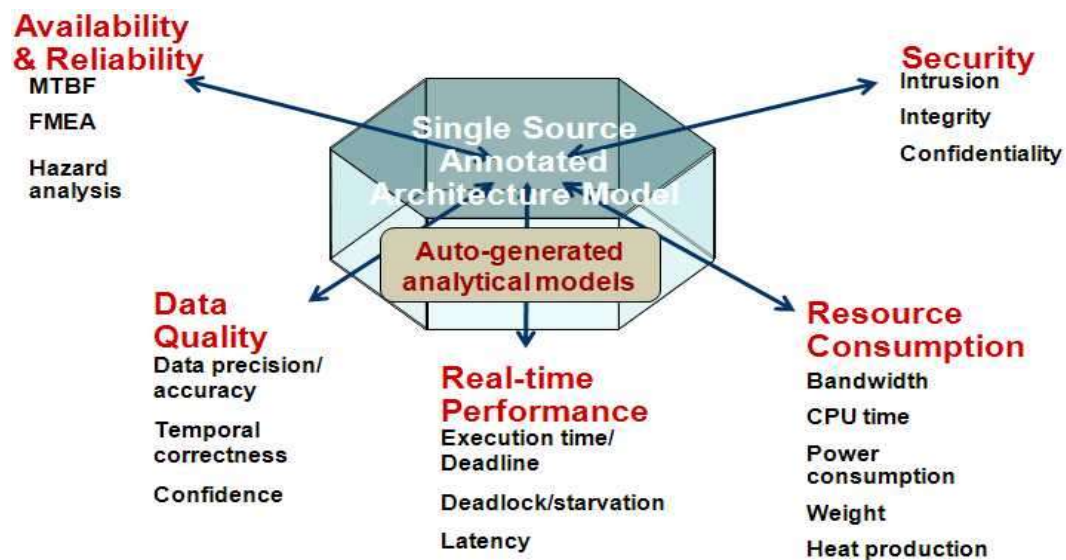 Availability
& Reliability
MTBF
FMEA
Hazard
analysis
Security
Intrusion
Integrity
Confidentiality
Single Source
Annotated
Architecture Model
Auto-generated
analytical models
Data
Quality
Data precision/
accuracy
Temporal
correctness
Confidence
Real-time
Performance
Execution time/
Deadline
Deadlock/starvation
Latency
Resource
Consumption
Bandwidth
CPU time
Power
consumption
Weight
Heat production